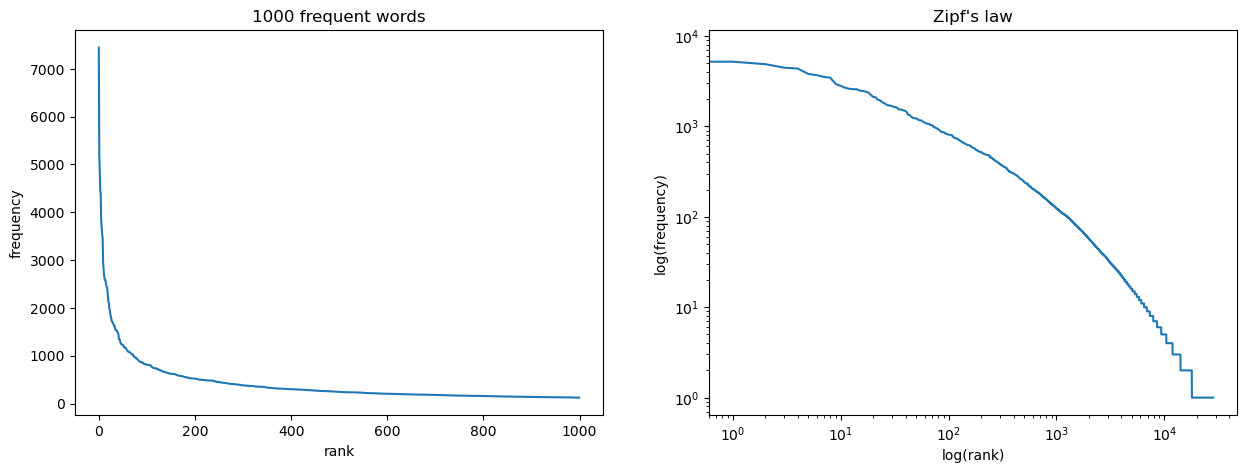 1000 frequent words
7000
6000
5000
4000
3000
2000
1000
0
frequency
0 200 400 600 800 1000
rank
Zipf's law
10⁴
10³
10²
10¹
10⁰
log(frequency)
10⁰ 10¹ 10² 10³ 10⁴
log(rank)